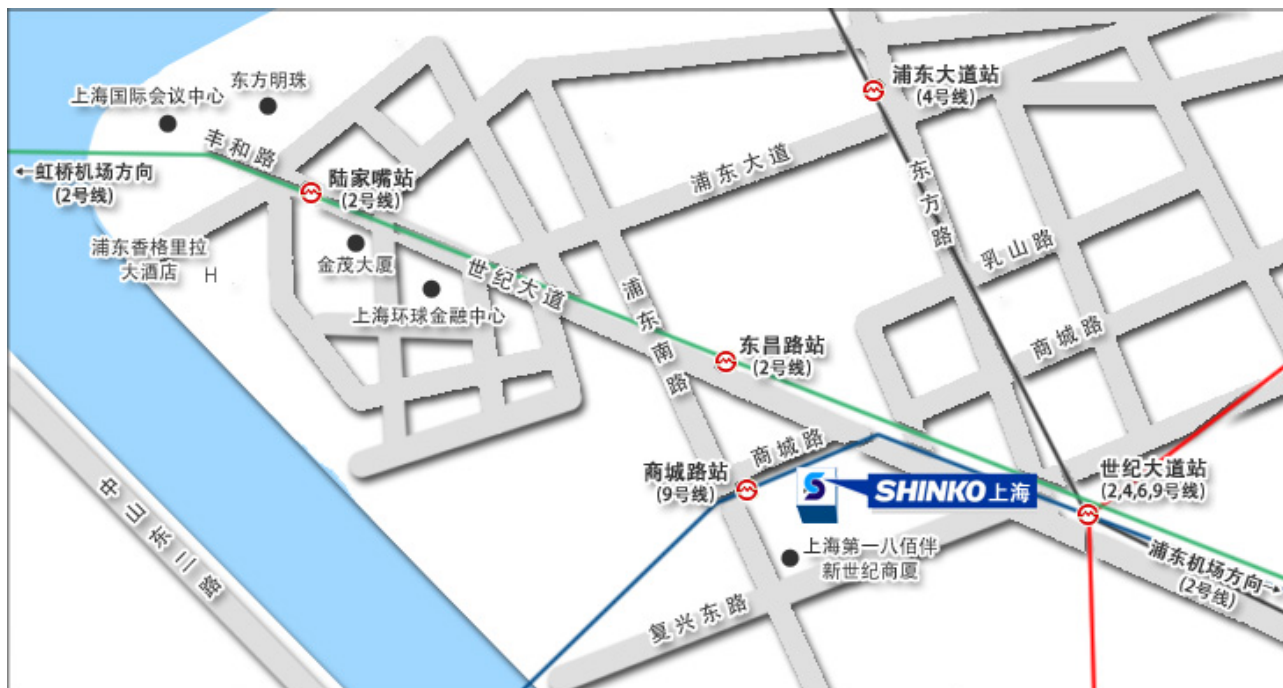 东方明珠
上海国际会议中心
浦东大道站
(4号线)
丰和路
←虹桥机场方向
(2号线)
陆家嘴站
(2号线)
浦东大道
东方路
浦东香格里拉
大酒店 H
金茂大厦
世纪大道
乳山路
上海环球金融中心
浦东南路
商城路
东昌路站
(2号线)
商城路
商城路站
(9号线)
S
SHINKO上海
世纪大道站
(2,4,6,9号线)
中山东二路
上海第一八佰伴
新世纪商厦
浦东机场方向→
(2号线)
复兴东路